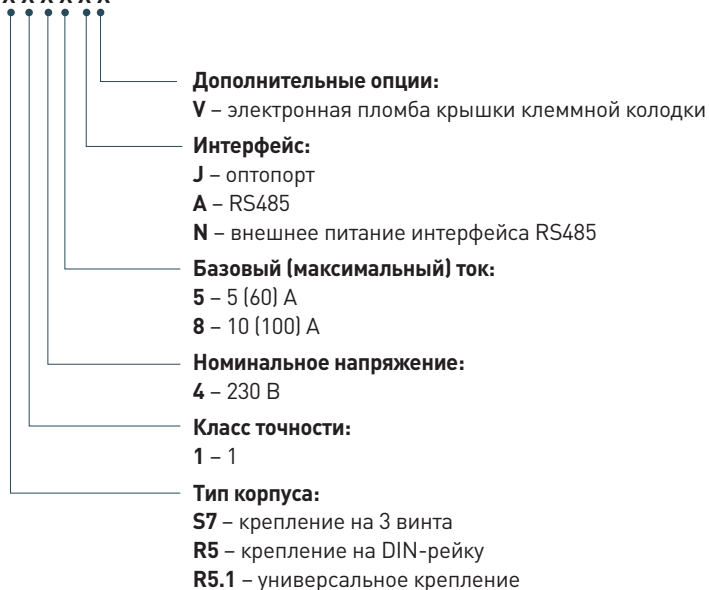 Дополнительные опции:
V – электронная пломба крышки клеммной колодки
Интерфейс:
J – оптопорт
A – RS485
N – внешнее питание интерфейса RS485
Базовый (максимальный) ток:
5 – 5 (60) А
8 – 10 (100) А
Номинальное напряжение:
4 – 230 В
Класс точности:
1 – 1
Тип корпуса:
S7 – крепление на 3 винта
R5 – крепление на DIN-рейку
R5.1 – универсальное крепление